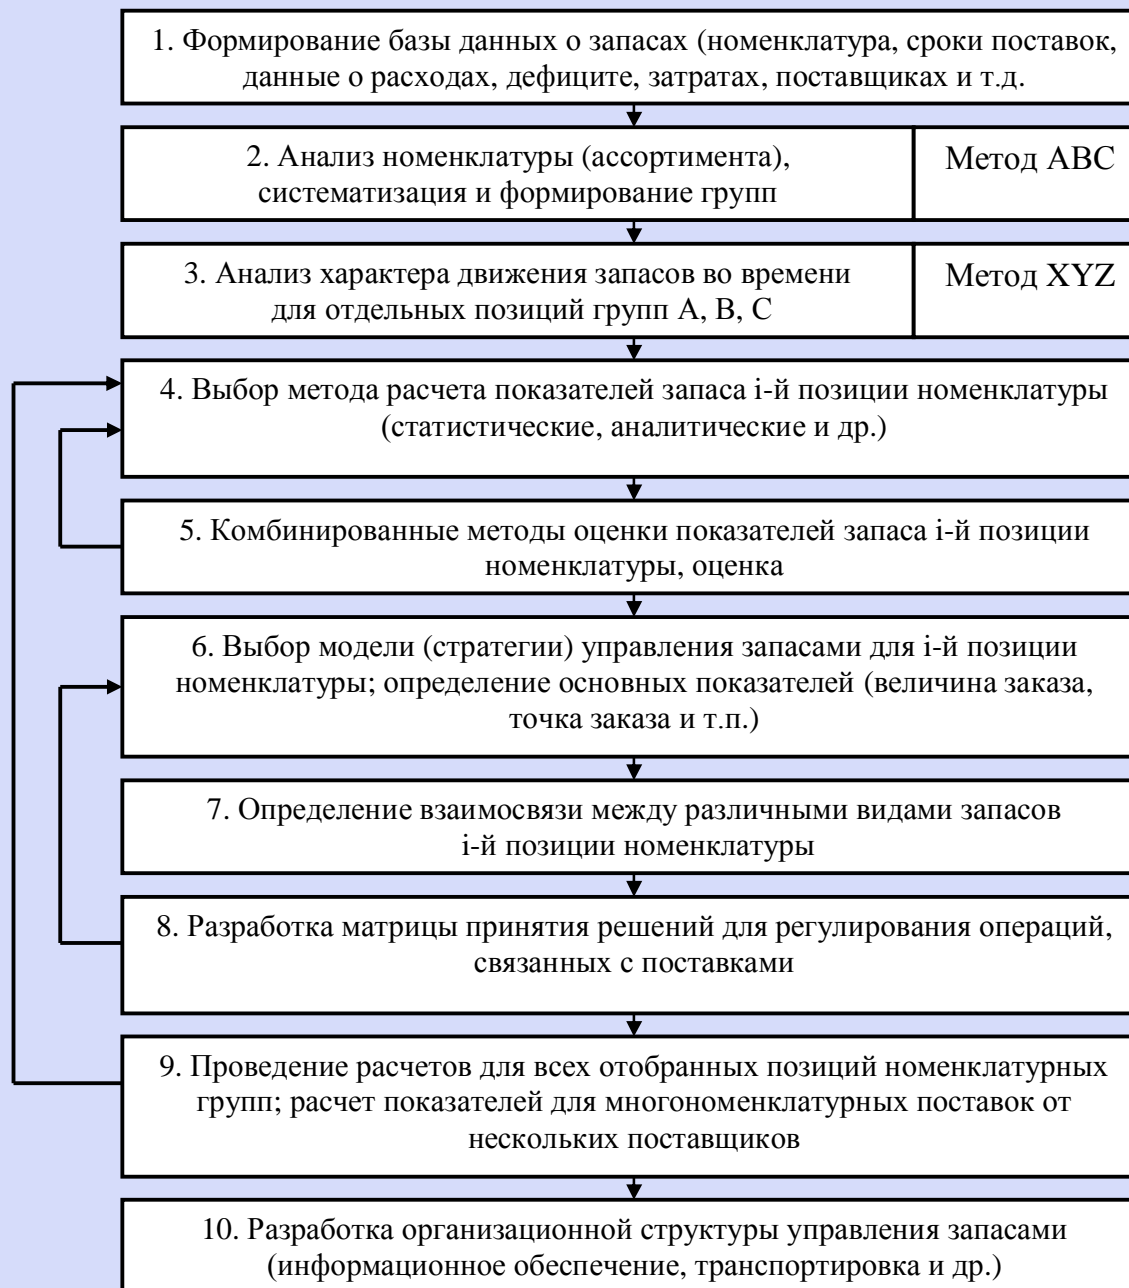 1. Формирование базы данных о запасах (номенклатура, сроки поставок,
данные о расходах, дефиците, затратах, поставщиках и т.д.
2. Анализ номенклатуры (ассортимента),
систематизация и формирование групп
Метод ABC
3. Анализ характера движения запасов во времени
для отдельных позиций групп А, В, С
Метод XYZ
4. Выбор метода расчета показателей запаса i-й позиции номенклатуры
(статистические, аналитические и др.)
5. Комбинированные методы оценки показателей запаса i-й позиции
номенклатуры, оценка
6. Выбор модели (стратегии) управления запасами для i-й позиции
номенклатуры; определение основных показателей (величина заказа,
точка заказа и т.п.)
7. Определение взаимосвязи между различными видами запасов
i-й позиции номенклатуры
8. Разработка матрицы принятия решений для регулирования операций,
связанных с поставками
9. Проведение расчетов для всех отобранных позиций номенклатурных
групп; расчет показателей для многономенклатурных поставок от
нескольких поставщиков
10. Разработка организационной структуры управления запасами
(информационное обеспечение, транспортировка и др.)